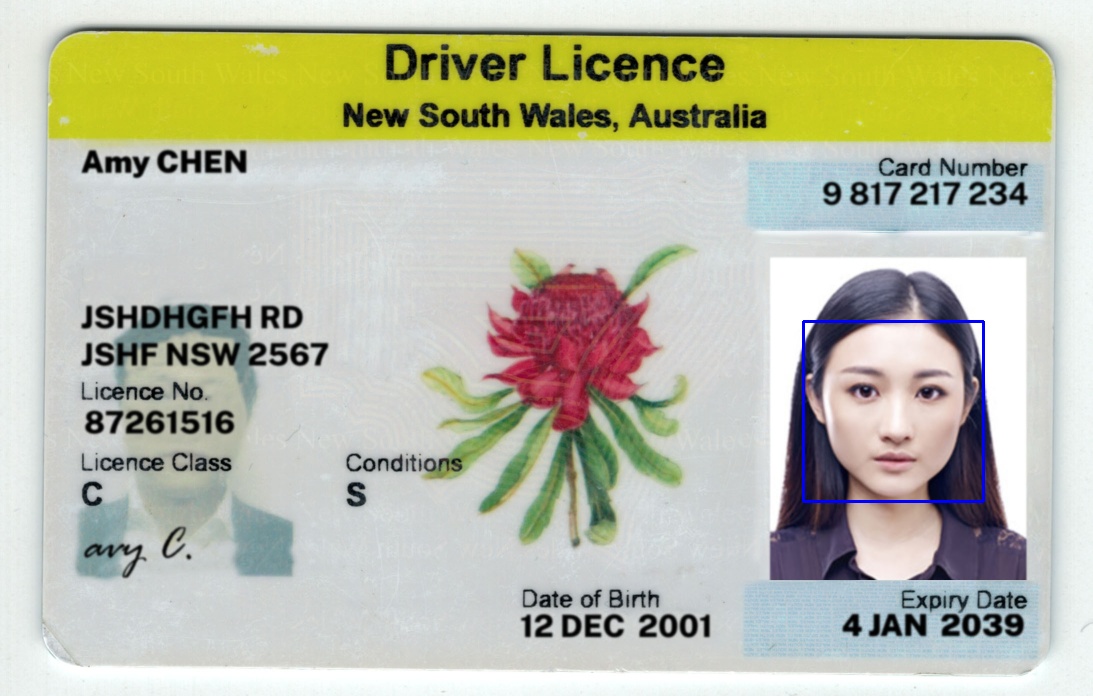 Driver Licence
New South Wales, Australia
Amy CHEN
Card Number
9 817 217 234
JSHDHGFH RD
JSHF NSW 2567
Licence No.
87261516
Licence Class
C
Conditions
S
avy C.
Date of Birth
12 DEC 2001
Expiry Date
4 JAN 2039